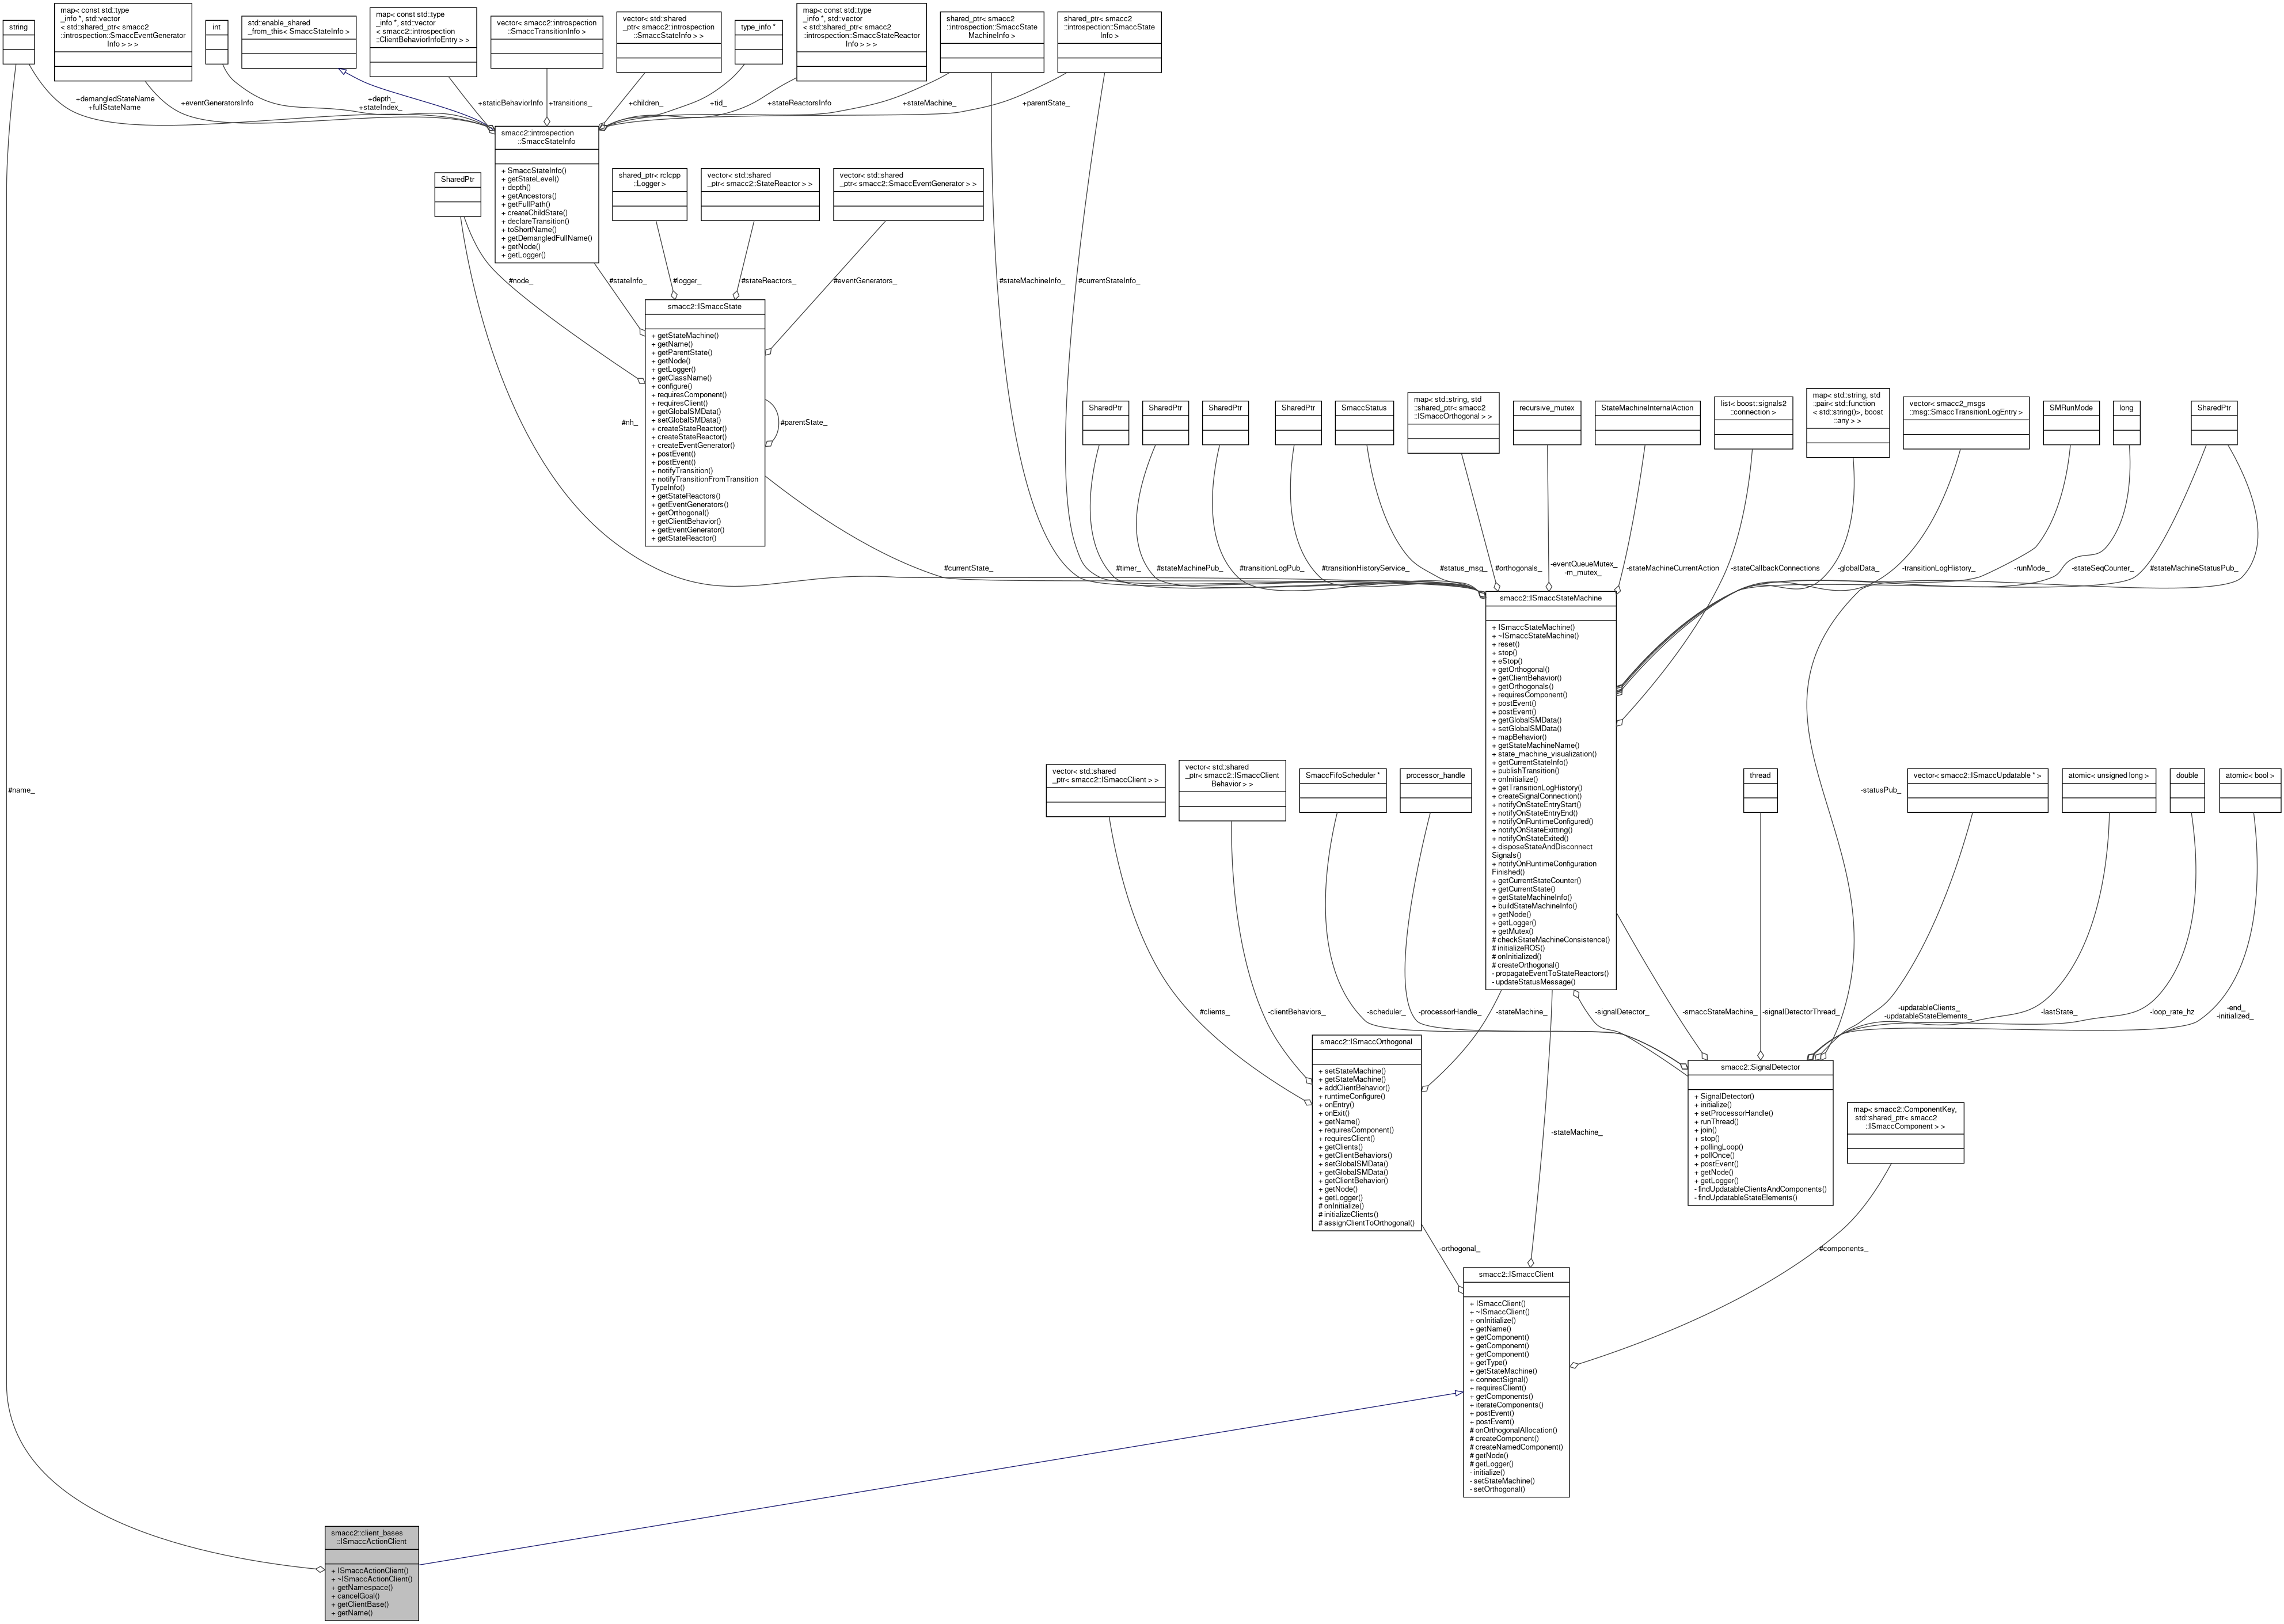 string
map< const std::type
_info *, std::vector
< std::shared_ptr< smacc2
::introspection::SmaccEventGenerator
Info > > >
int
std::enable_shared
_from_this< SmaccStateInfo >
map< const std::type
_info *, std::vector
< smacc2::introspection
::ClientBehaviorInfoEntry > >
vector< smacc2::introspection
::SmaccTransitionInfo >
vector< std::shared
_ptr< smacc2::introspection
::SmaccStateInfo > >
type_info *
map< const std::type
_info *, std::vector
< std::shared_ptr< smacc2
::introspection::SmaccStateReactor
Info > > >
shared_ptr< smacc2
::introspection::SmaccState
MachineInfo >
shared_ptr< smacc2
::introspection::SmaccState
Info >
+demangledStateName
+fullStateName
+eventGeneratorsInfo
+depth_
+stateIndex_
+staticBehaviorInfo
+transitions_
+children_
+tid_
+stateReactorsInfo
+stateMachine_
+parentState_
smacc2::introspection
::SmaccStateInfo
+ SmaccStateInfo()
+ getStateLevel()
+ depth()
+ getAncestors()
+ getFullPath()
+ createChildState()
+ declareTransition()
+ toShortName()
+ getDemangledFullName()
+ getNode()
+ getLogger()
SharedPtr
shared_ptr< rclcpp
::Logger >
vector< std::shared
_ptr< smacc2::StateReactor > >
vector< std::shared
_ptr< smacc2::SmaccEventGenerator > >
#node_
#stateInfo_
#logger_
#stateReactors_
#eventGenerators_
#stateMachineInfo_
#currentStateInfo_
smacc2::ISmaccState
+ getStateMachine()
+ getName()
+ getParentState()
+ getNode()
+ getLogger()
+ getClassName()
+ configure()
+ requiresComponent()
+ requiresClient()
+ getGlobalSMData()
+ setGlobalSMData()
+ createStateReactor()
+ createStateReactor()
+ createEventGenerator()
+ postEvent()
+ postEvent()
+ notifyTransition()
+ notifyTransitionFromTransition
TypeInfo()
+ getStateReactors()
+ getEventGenerators()
+ getOrthogonal()
+ getClientBehavior()
+ getEventGenerator()
+ getStateReactor()
#nh_
#parentState_
SharedPtr
SharedPtr
SharedPtr
SharedPtr
SmaccStatus
map< std::string, std
::shared_ptr< smacc2
::ISmaccOrthogonal > >
recursive_mutex
StateMachineInternalAction
list< boost::signals2
::connection >
map< std::string, std
::pair< std::function
< std::string()>, boost
::any > >
vector< smacc2_msgs
::msg::SmaccTransitionLogEntry >
SMRunMode
long
SharedPtr
#currentState_
#timer_
#stateMachinePub_
#transitionLogPub_
#transitionHistoryService_
#status_msg_
#orthogonals_
-eventQueueMutex_
-m_mutex_
-stateMachineCurrentAction
-stateCallbackConnections
-globalData_
-transitionLogHistory_
-runMode_
-stateSeqCounter_
#stateMachineStatusPub_
smacc2::ISmaccStateMachine
+ ISmaccStateMachine()
+ ~ISmaccStateMachine()
+ reset()
+ stop()
+ eStop()
+ getOrthogonal()
+ getClientBehavior()
+ getOrthogonals()
+ requiresComponent()
+ postEvent()
+ postEvent()
+ getGlobalSMData()
+ setGlobalSMData()
+ mapBehavior()
+ getStateMachineName()
+ state_machine_visualization()
+ getCurrentStateInfo()
+ publishTransition()
+ onInitialize()
+ getTransitionLogHistory()
+ createSignalConnection()
+ notifyOnStateEntryStart()
+ notifyOnStateEntryEnd()
+ notifyOnRuntimeConfigured()
+ notifyOnStateExitting()
+ notifyOnStateExited()
+ disposeStateAndDisconnect
Signals()
+ notifyOnRuntimeConfiguration
Finished()
+ getCurrentStateCounter()
+ getCurrentState()
+ getStateMachineInfo()
+ buildStateMachineInfo()
+ getNode()
+ getLogger()
+ getMutex()
# checkStateMachineConsistence()
# initializeROS()
# onInitialized()
# createOrthogonal()
- propagateEventToStateReactors()
- updateStatusMessage()
#name_
vector< std::shared
_ptr< smacc2::ISmaccClient > >
vector< std::shared
_ptr< smacc2::ISmaccClient
Behavior > >
SmaccFifoScheduler *
processor_handle
thread
-statusPub_
vector< smacc2::ISmaccUpdatable * >
atomic< unsigned long >
double
atomic< bool >
#clients_
-clientBehaviors_
-scheduler_
-processorHandle_
-stateMachine_
-signalDetector_
-smaccStateMachine_
-signalDetectorThread_
-updatableClients_
-updatableStateElements_
-lastState_
-loop_rate_hz
-end_
-initialized_
smacc2::ISmaccOrthogonal
+ setStateMachine()
+ getStateMachine()
+ addClientBehavior()
+ runtimeConfigure()
+ onEntry()
+ onExit()
+ getName()
+ requiresComponent()
+ requiresClient()
+ getClients()
+ getClientBehaviors()
+ setGlobalSMData()
+ getGlobalSMData()
+ getClientBehavior()
+ getNode()
+ getLogger()
# onInitialize()
# initializeClients()
# assignClientToOrthogonal()
smacc2::SignalDetector
+ SignalDetector()
+ initialize()
+ setProcessorHandle()
+ runThread()
+ join()
+ stop()
+ pollingLoop()
+ pollOnce()
+ postEvent()
+ getNode()
+ getLogger()
- findUpdatableClientsAndComponents()
- findUpdatableStateElements()
map< smacc2::ComponentKey,
std::shared_ptr< smacc2
::ISmaccComponent > >
-stateMachine_
-orthogonal_
#components_
smacc2::ISmaccClient
+ ISmaccClient()
+ ~ISmaccClient()
+ onInitialize()
+ getName()
+ getComponent()
+ getComponent()
+ getComponent()
+ getType()
+ getStateMachine()
+ connectSignal()
+ requiresClient()
+ getComponents()
+ iterateComponents()
+ postEvent()
+ postEvent()
# onOrthogonalAllocation()
# createComponent()
# createNamedComponent()
# getNode()
# getLogger()
- initialize()
- setStateMachine()
- setOrthogonal()
smacc2::client_bases
::ISmaccActionClient
+ ISmaccActionClient()
+ ~ISmaccActionClient()
+ getNamespace()
+ cancelGoal()
+ getClientBase()
+ getName()